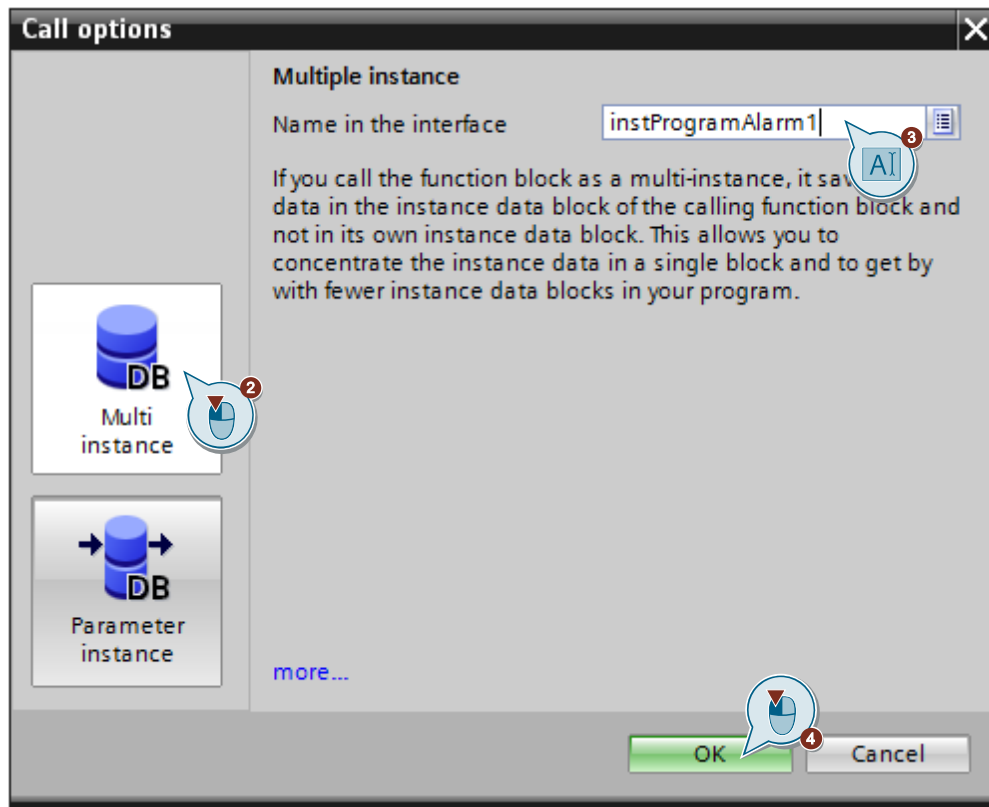 Call options
Multiple instance
Name in the interface
instProgramAlarm1
3
A
If you call the function block as a multi-instance, it sav
data in the instance data block of the calling function block and
not in its own instance data block. This allows you to
concentrate the instance data in a single block and to get by
with fewer instance data blocks in your program.
DB
2
Multi
instance
DB
Parameter
instance
more...
4
OK
Cancel